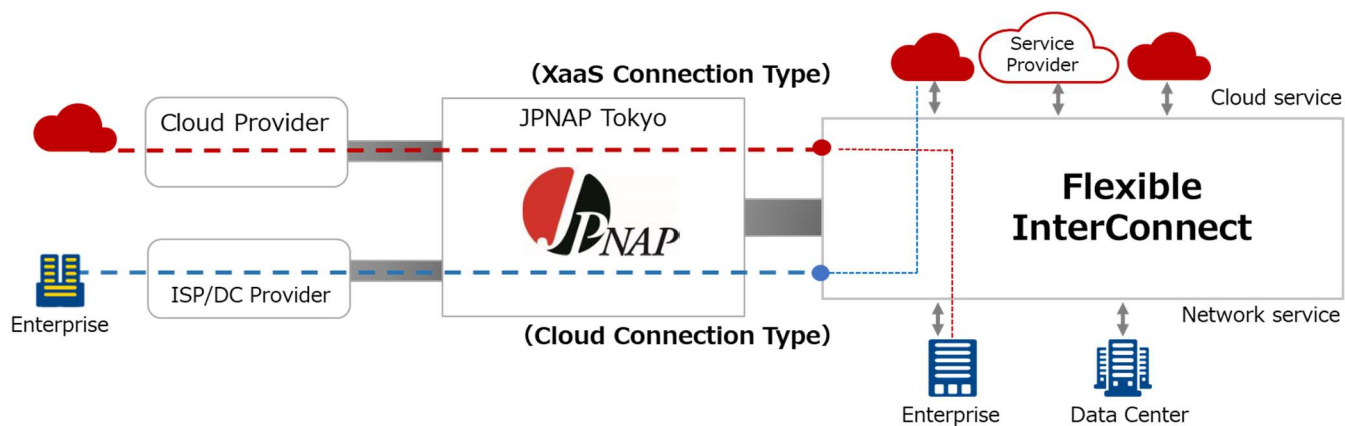 (XaaS Connection Type)
Cloud Provider
JPNAP Tokyo
JPNAP
ISP/DC Provider
Enterprise
(Cloud Connection Type)
Service
Provider
Cloud service
Flexible
InterConnect
Network service
Enterprise
Data Center